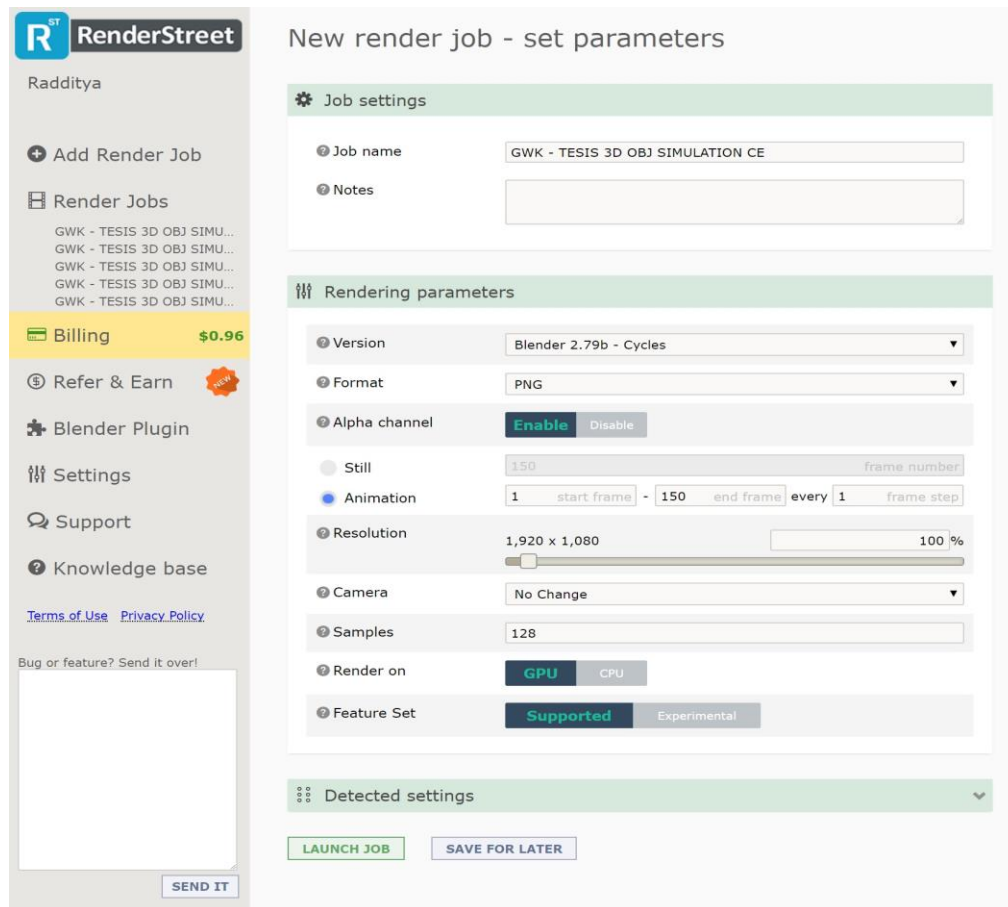 RST RenderStreet
Radditya
Add Render Job
Render Jobs
GWK - TESIS 3D OBJ SIMU...
GWK - TESIS 3D OBJ SIMU...
GWK - TESIS 3D OBJ SIMU...
GWK - TESIS 3D OBJ SIMU...
GWK - TESIS 3D OBJ SIMU...
Billing $0.96
Refer & Earn NEW
Blender Plugin
Settings
Support
Knowledge base
Terms of Use Privacy Policy
Bug or feature? Send it over!
SEND IT
New render job - set parameters
Job settings
Job name GWK - TESIS 3D OBJ SIMULATION CE
Notes
Rendering parameters
Version Blender 2.79b - Cycles
Format PNG
Alpha channel Enable Disable
Still 150 frame number
Animation 1 start frame - 150 end frame every 1 frame step
Resolution 1,920 x 1,080 100 %
Camera No Change
Samples 128
Render on GPU CPU
Feature Set Supported Experimental
Detected settings
LAUNCH JOB SAVE FOR LATER